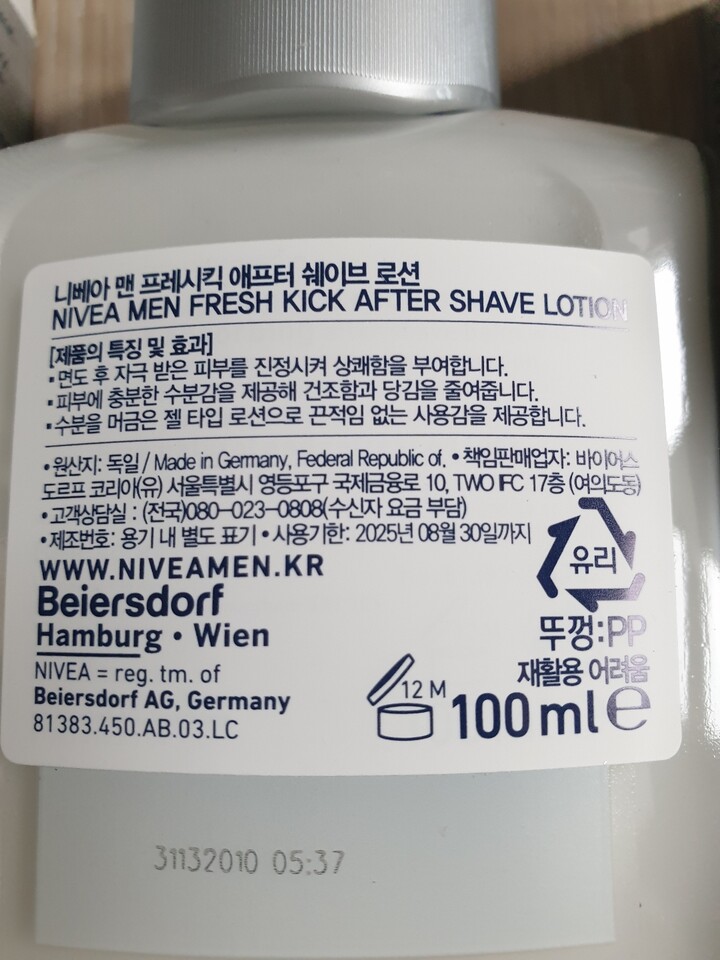 니베아 맨 프레시킥 애프터 쉐이브 로션
NIVEA MEN FRESH KICK AFTER SHAVE LOTION
[제품의 특징 및 효과]
▪면도 후 자극 받은 피부를 진정시켜 상쾌함을 부여합니다.
▪피부에 충분한 수분감을 제공해 건조함과 당김을 줄여줍니다.
▪수분을 머금은 젤 타입 로션으로 끈적임 없는 사용감을 제공합니다.
•원산지: 독일 / Made in Germany, Federal Republic of. •책임판매업자: 바이어스
도르프 코리아(유) 서울특별시 영등포구 국제금융로 10, TWO IFC 17층 (여의도동)
•고객상담실 : (전국)080-023-0808(수신자 요금 부담)
•제조번호: 용기 내 별도 표기 •사용기한: 2025년 08월 30일까지
WWW.NIVEAMEN.KR
유리
Beiersdorf
Hamburg • Wien
뚜껑:PP
재활용 어려움
NIVEA = reg. tm. of
Beiersdorf AG, Germany
81383.450.AB.03.LC
12 M
100 ml e
31132010 05:37